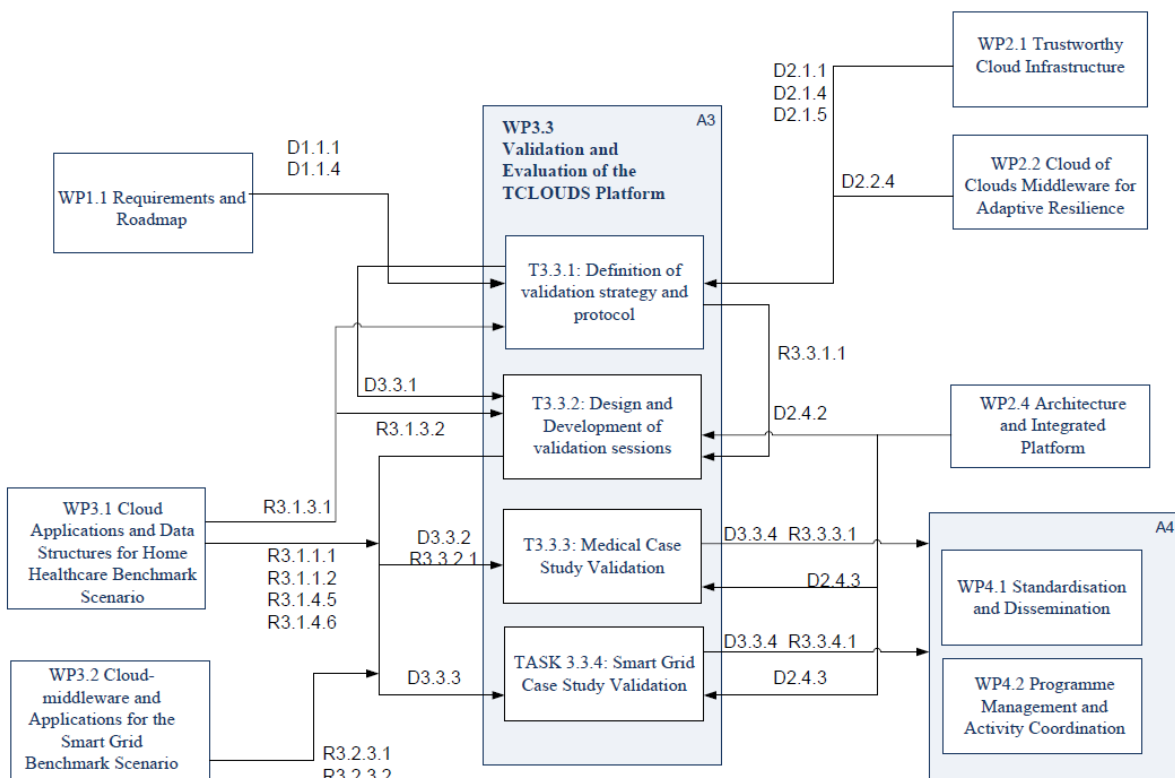 WP2.1 Trustworthy
Cloud Infrastructure
D2.1.1
D2.1.4
D2.1.5
A3
WP3.3
Validation and
Evaluation of the
TCLOUDS Platform
D1.1.1
D1.1.4
WP2.2 Cloud of
Clouds Middleware for
Adaptive Resilience
D2.2.4
WP1.1 Requirements and
Roadmap
T3.3.1: Definition of
validation strategy and
protocol
R3.3.1.1
D3.3.1
T3.3.2: Design and
Development of
validation sessions
D2.4.2
R3.1.3.2
WP2.4 Architecture
and Integrated
Platform
WP3.1 Cloud
Applications and Data
Structures for Home
Healthcare Benchmark
Scenario
R3.1.3.1
R3.1.1.1
R3.1.1.2
R3.1.4.5
R3.1.4.6
D3.3.2
R3.3.2.1
T3.3.3: Medical Case
Study Validation
D3.3.4 R3.3.3.1
D2.4.3
A4
WP4.1 Standardisation
and Dissemination
TASK 3.3.4: Smart Grid
Case Study Validation
D3.3.4 R3.3.4.1
D3.3.3
D2.4.3
WP4.2 Programme
Management and
Activity Coordination
WP3.2 Cloud-
middleware and
Applications for the
Smart Grid
Benchmark Scenario
R3.2.3.1
R3.2.3.2